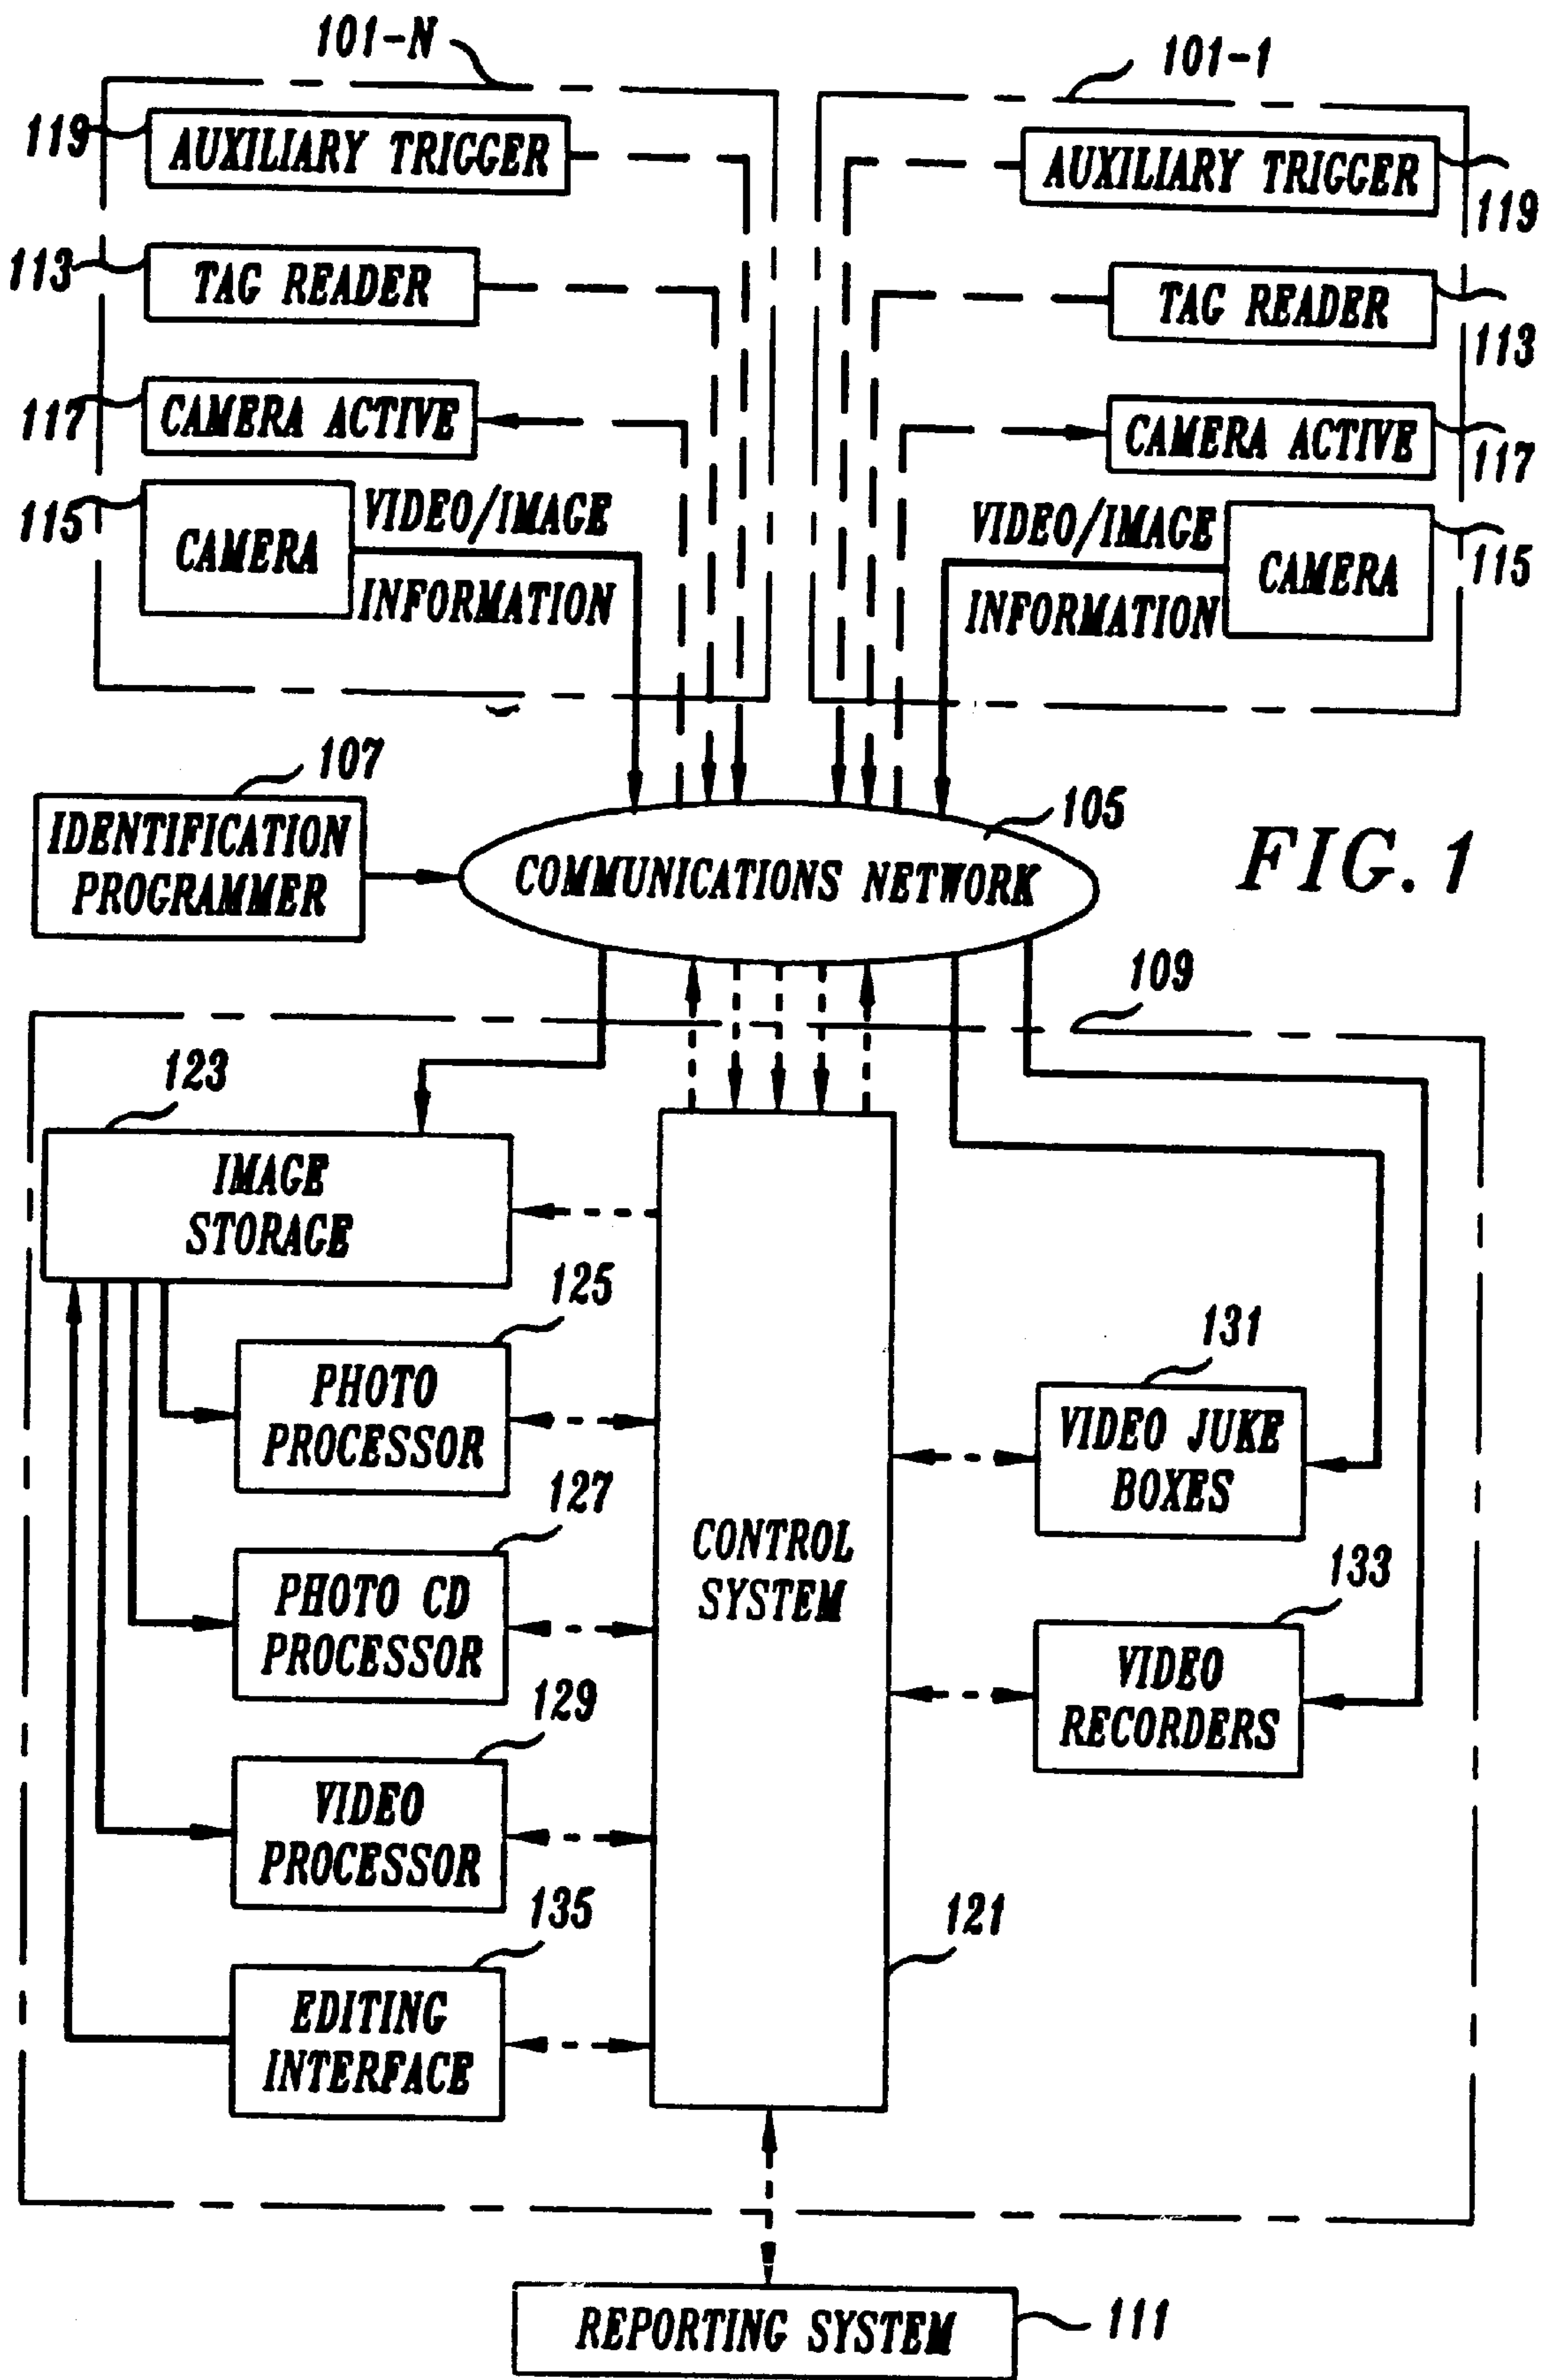 101-N
101-1
119
AUXILIARY TRIGGER
AUXILIARY TRIGGER
119
113
TAG READER
TAG READER
113
117
CAMERA ACTIVE
CAMERA ACTIVE
117
115
CAMERA
VIDEO/IMAGE
INFORMATION
VIDEO/IMAGE
INFORMATION
CAMERA
115
107
IDENTIFICATION
PROGRAMMER
105
COMMUNICATIONS NETWORK
FIG. 1
109
123
IMAGE
STORAGE
125
PHOTO
PROCESSOR
127
PHOTO CD
PROCESSOR
129
VIDEO
PROCESSOR
135
EDITING
INTERFACE
CONTROL
SYSTEM
121
131
VIDEO JUKE
BOXES
133
VIDEO
RECORDERS
REPORTING SYSTEM
111